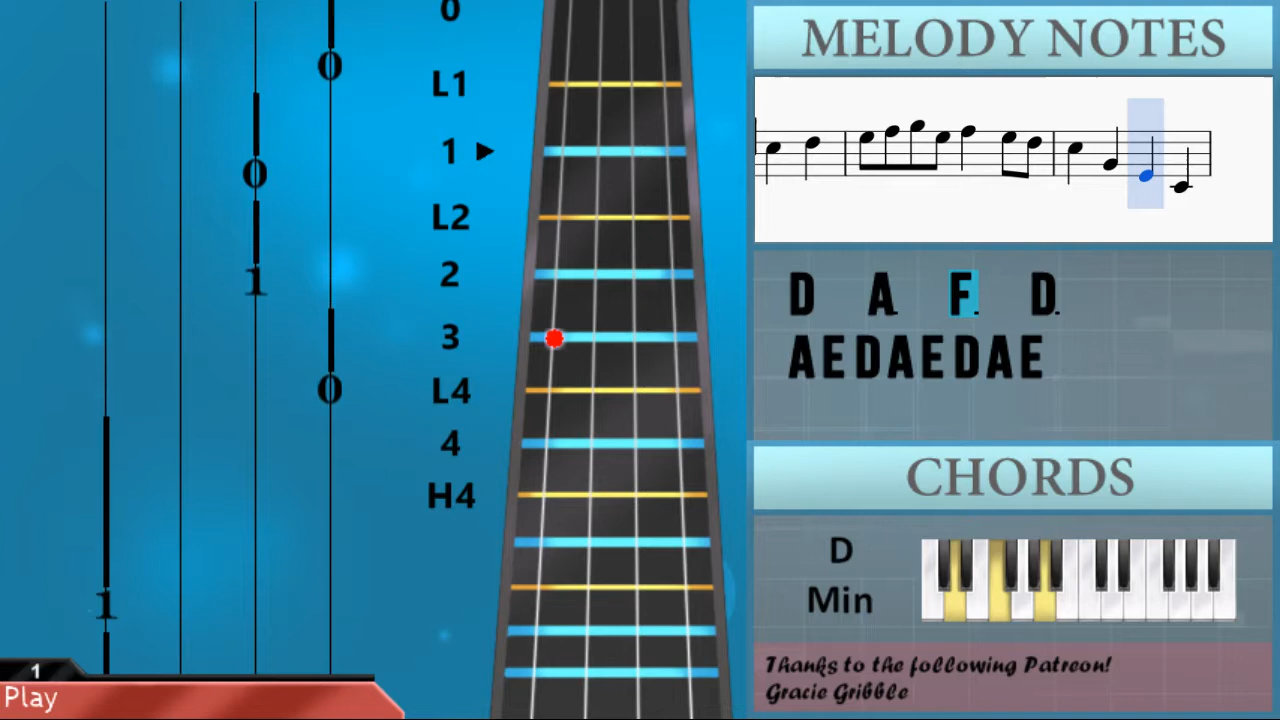 0
0
1
0
1
1
Play
0
L1
1
L2
2
3
L4
4
H4
MELODY NOTES
D A. F. D.
AEDAEDAE
CHORDS
D
Min
Thanks to the following Patreon!
Gracie Gribble
0